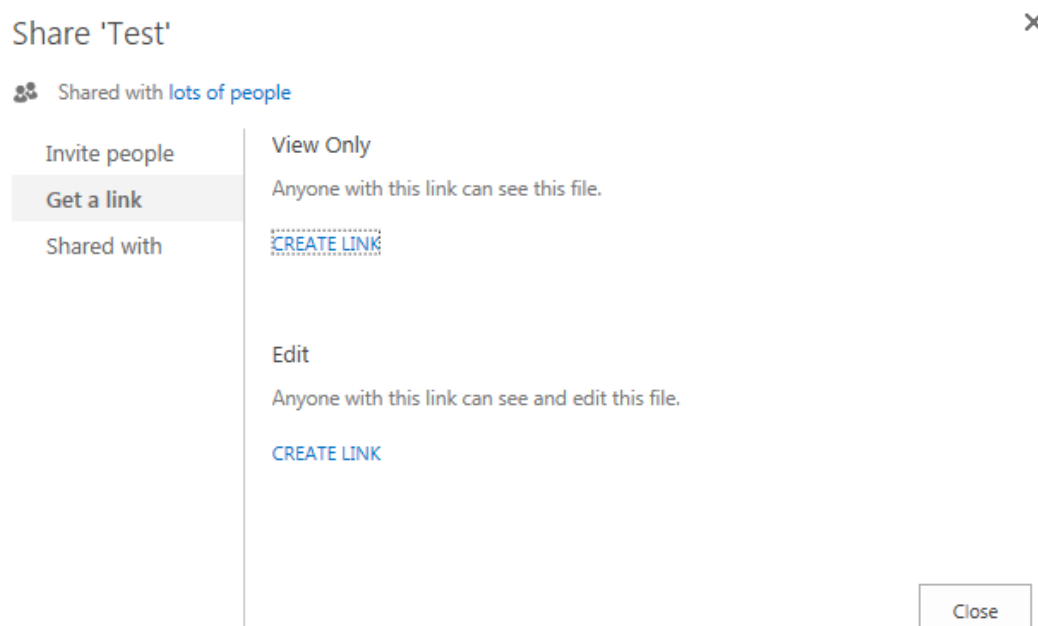 Share 'Test'
Shared with lots of people
Invite people
Get a link
Shared with
View Only
Anyone with this link can see this file.
CREATE LINK
Edit
Anyone with this link can see and edit this file.
CREATE LINK
Close